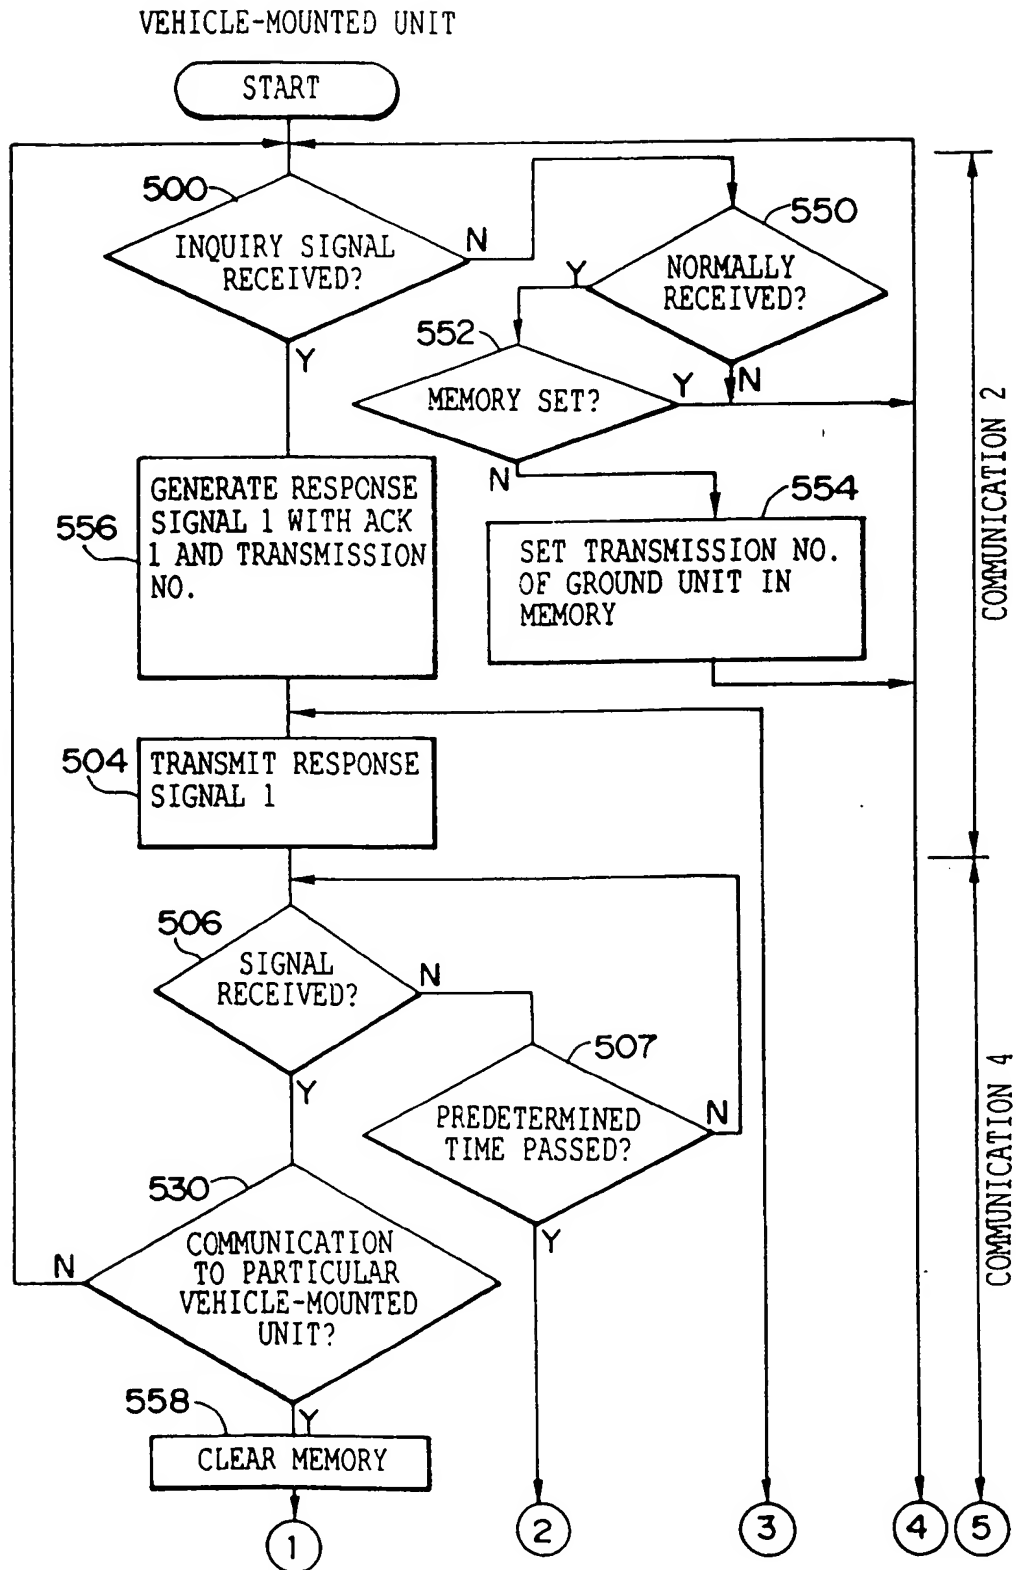 VEHICLE-MOUNTED UNIT
START
500
INQUIRY SIGNAL
RECEIVED?
N
Y
550
NORMALLY
RECEIVED?
Y
N
552
MEMORY SET?
Y
N
554
SET TRANSMISSION NO.
OF GROUND UNIT IN
MEMORY
556
GENERATE RESPONSE
SIGNAL 1 WITH ACK
1 AND TRANSMISSION
NO.
COMMUNICATION 2
504
TRANSMIT RESPONSE
SIGNAL 1
506
SIGNAL
RECEIVED?
N
Y
507
PREDETERMINED
TIME PASSED?
N
Y
530
COMMUNICATION
TO PARTICULAR
VEHICLE-MOUNTED
UNIT?
N
Y
COMMUNICATION 4
558
CLEAR MEMORY
1
2
3
4
5